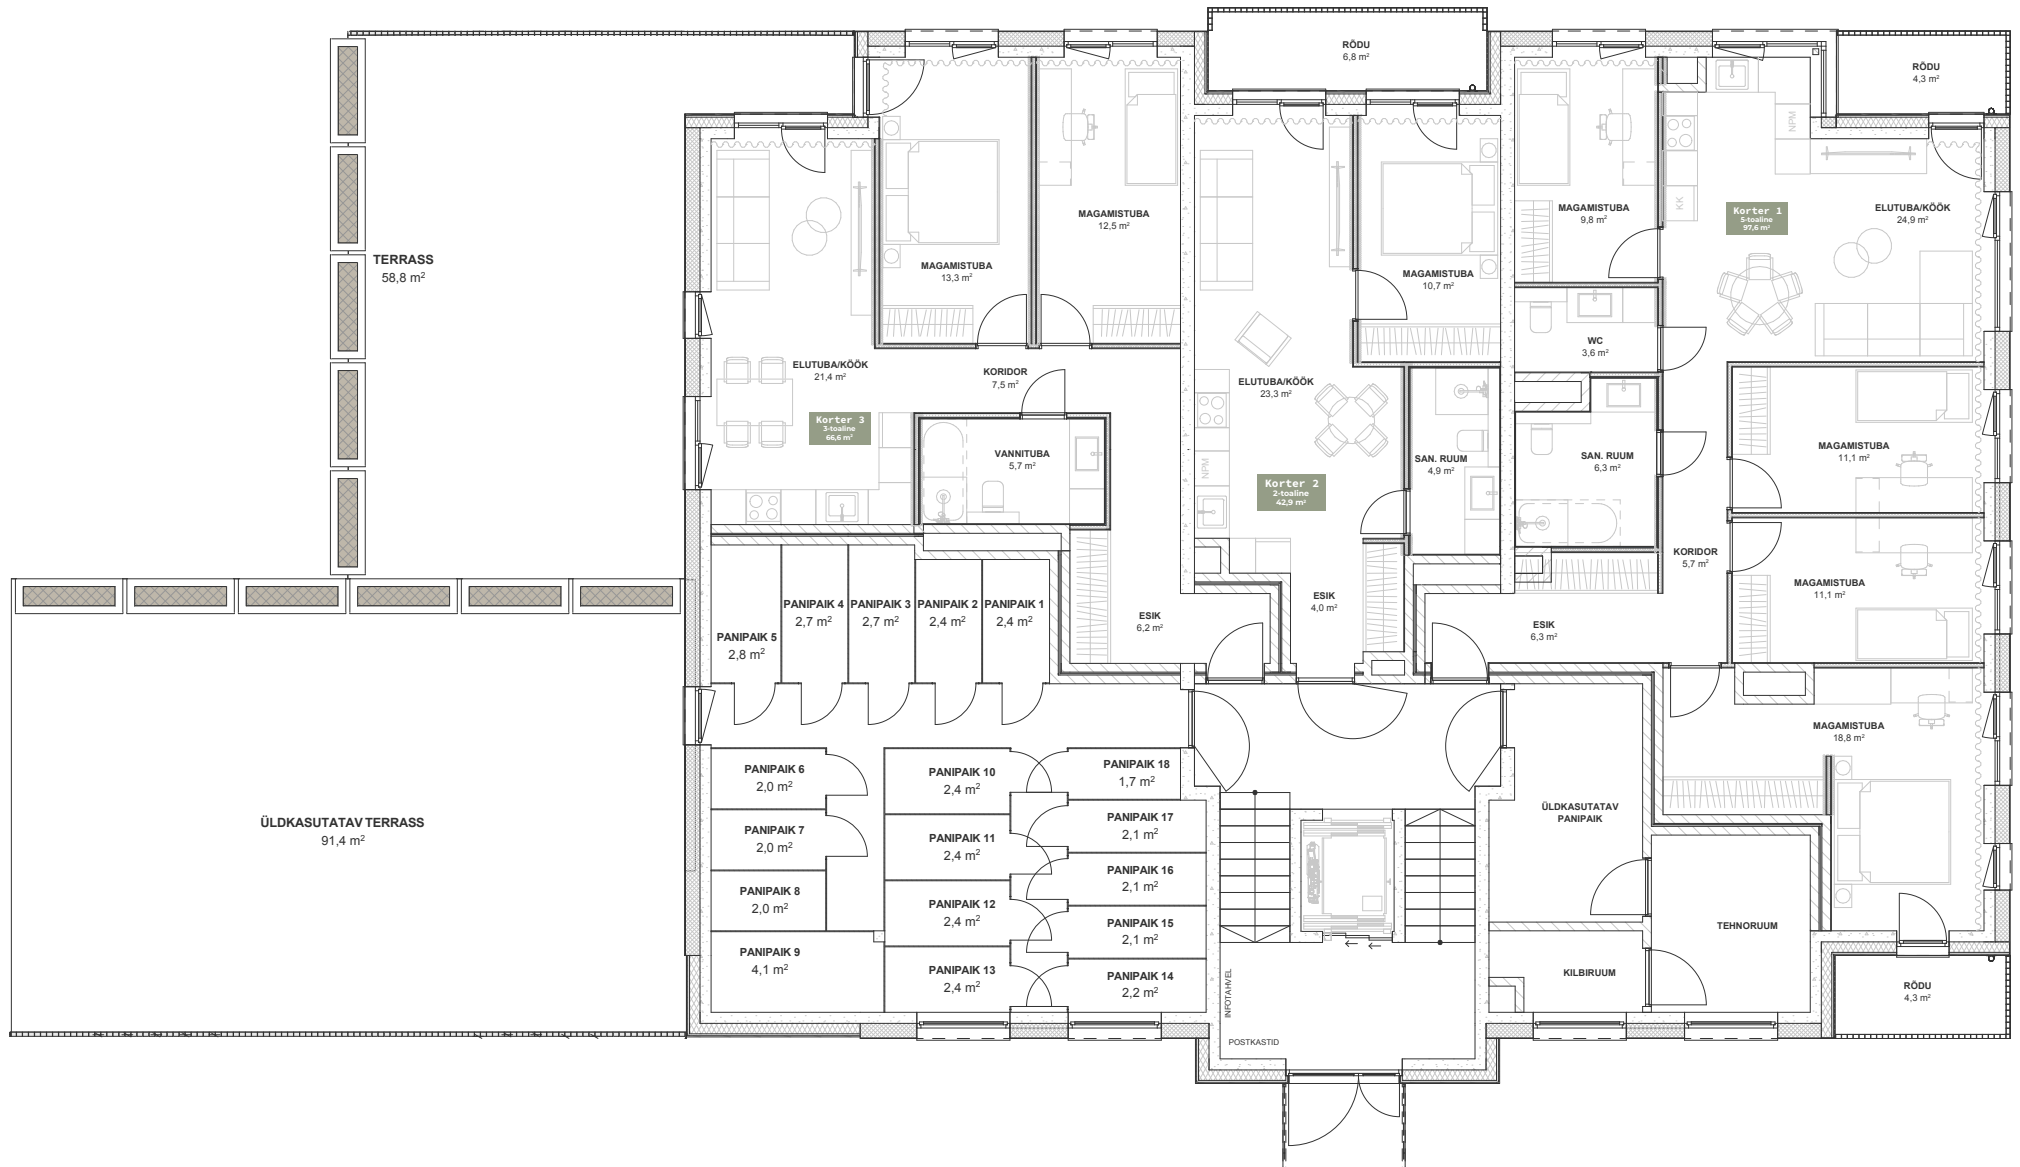 RÕDU
6,8 m²
RÕDU
4,3 m²
TERRASS
58,8 m²
MAGAMISTUBA
13,3 m²
MAGAMISTUBA
12,5 m²
MAGAMISTUBA
10,7 m²
MAGAMISTUBA
9,8 m²
NPM
KK
Korter 1
5-toaline
97,6 m²
ELUTUBA/KÖÖK
24,9 m²
ELUTUBA/KÖÖK
21,4 m²
Korter 3
3-toaline
66,6 m²
KORIDOR
7,5 m²
VANNITUBA
5,7 m²
ELUTUBA/KÖÖK
23,3 m²
NPM
Korter 2
2-toaline
42,9 m²
SAN. RUUM
4,9 m²
WC
3,6 m²
SAN. RUUM
6,3 m²
MAGAMISTUBA
11,1 m²
KORIDOR
5,7 m²
MAGAMISTUBA
11,1 m²
ESIK
6,2 m²
ESIK
4,0 m²
ESIK
6,3 m²
PANIPAIK 5
2,8 m²
PANIPAIK 4
2,7 m²
PANIPAIK 3
2,7 m²
PANIPAIK 2
2,4 m²
PANIPAIK 1
2,4 m²
MAGAMISTUBA
18,8 m²
ÜLDKASUTATAV TERRASS
91,4 m²
PANIPAIK 6
2,0 m²
PANIPAIK 7
2,0 m²
PANIPAIK 8
2,0 m²
PANIPAIK 9
4,1 m²
PANIPAIK 10
2,4 m²
PANIPAIK 11
2,4 m²
PANIPAIK 12
2,4 m²
PANIPAIK 13
2,4 m²
PANIPAIK 18
1,7 m²
PANIPAIK 17
2,1 m²
PANIPAIK 16
2,1 m²
PANIPAIK 15
2,1 m²
PANIPAIK 14
2,2 m²
INFOTAHVEL
POSTKASTID
ÜLDKASUTATAV
PANIPAIK
TEHNORUUM
KILBIRUUM
RÕDU
4,3 m²